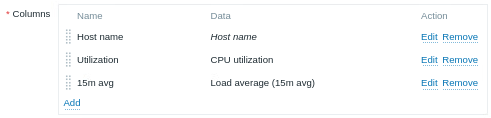 * Columns
Name Data Action
Host name Host name Edit Remove
Utilization CPU utilization Edit Remove
15m avg Load average (15m avg) Edit Remove
Add